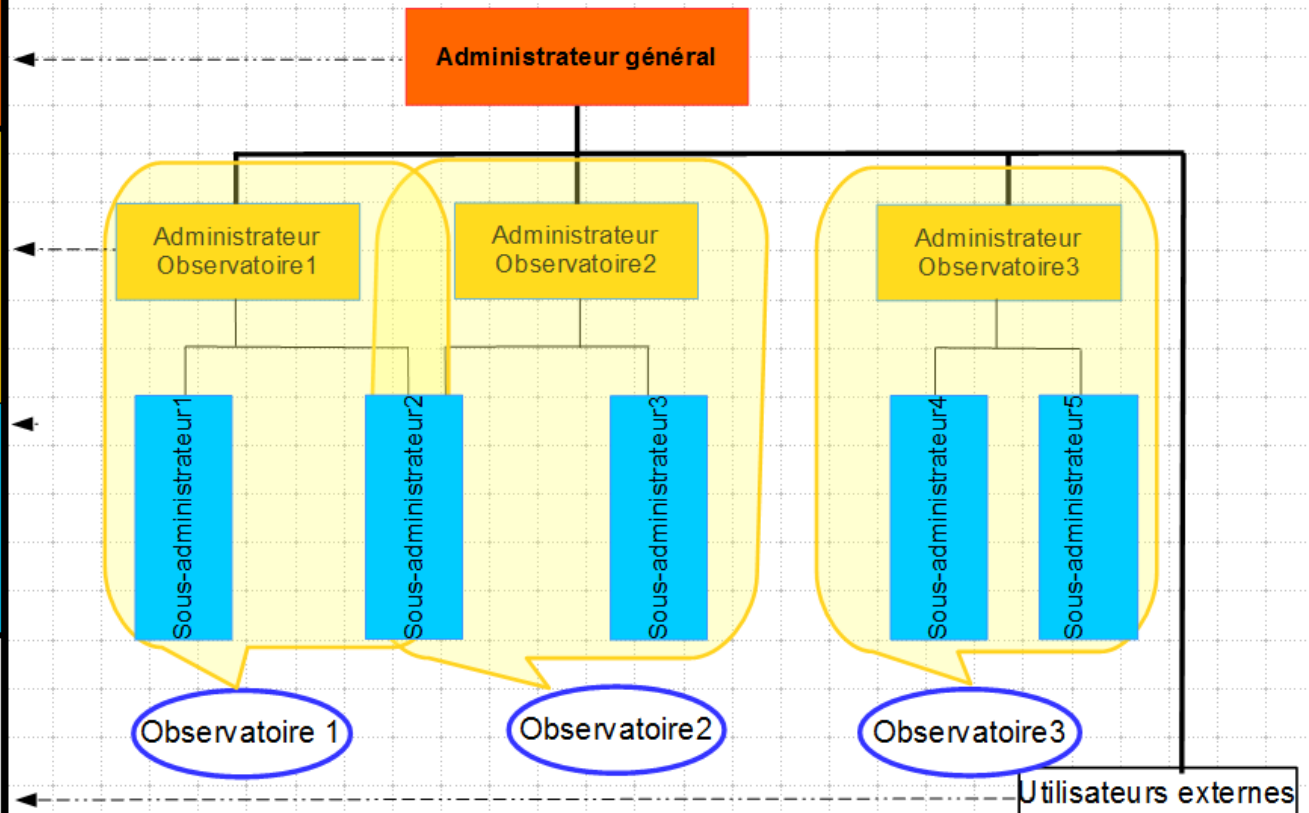 Administrateur général
Administrateur
Observatoire1
Administrateur
Observatoire2
Administrateur
Observatoire3
Sous-administrateur1
Sous-administrateur2
Sous-administrateur3
Sous-administrateur4
Sous-administrateur5
Observatoire 1
Observatoire2
Observatoire3
Utilisateurs externes